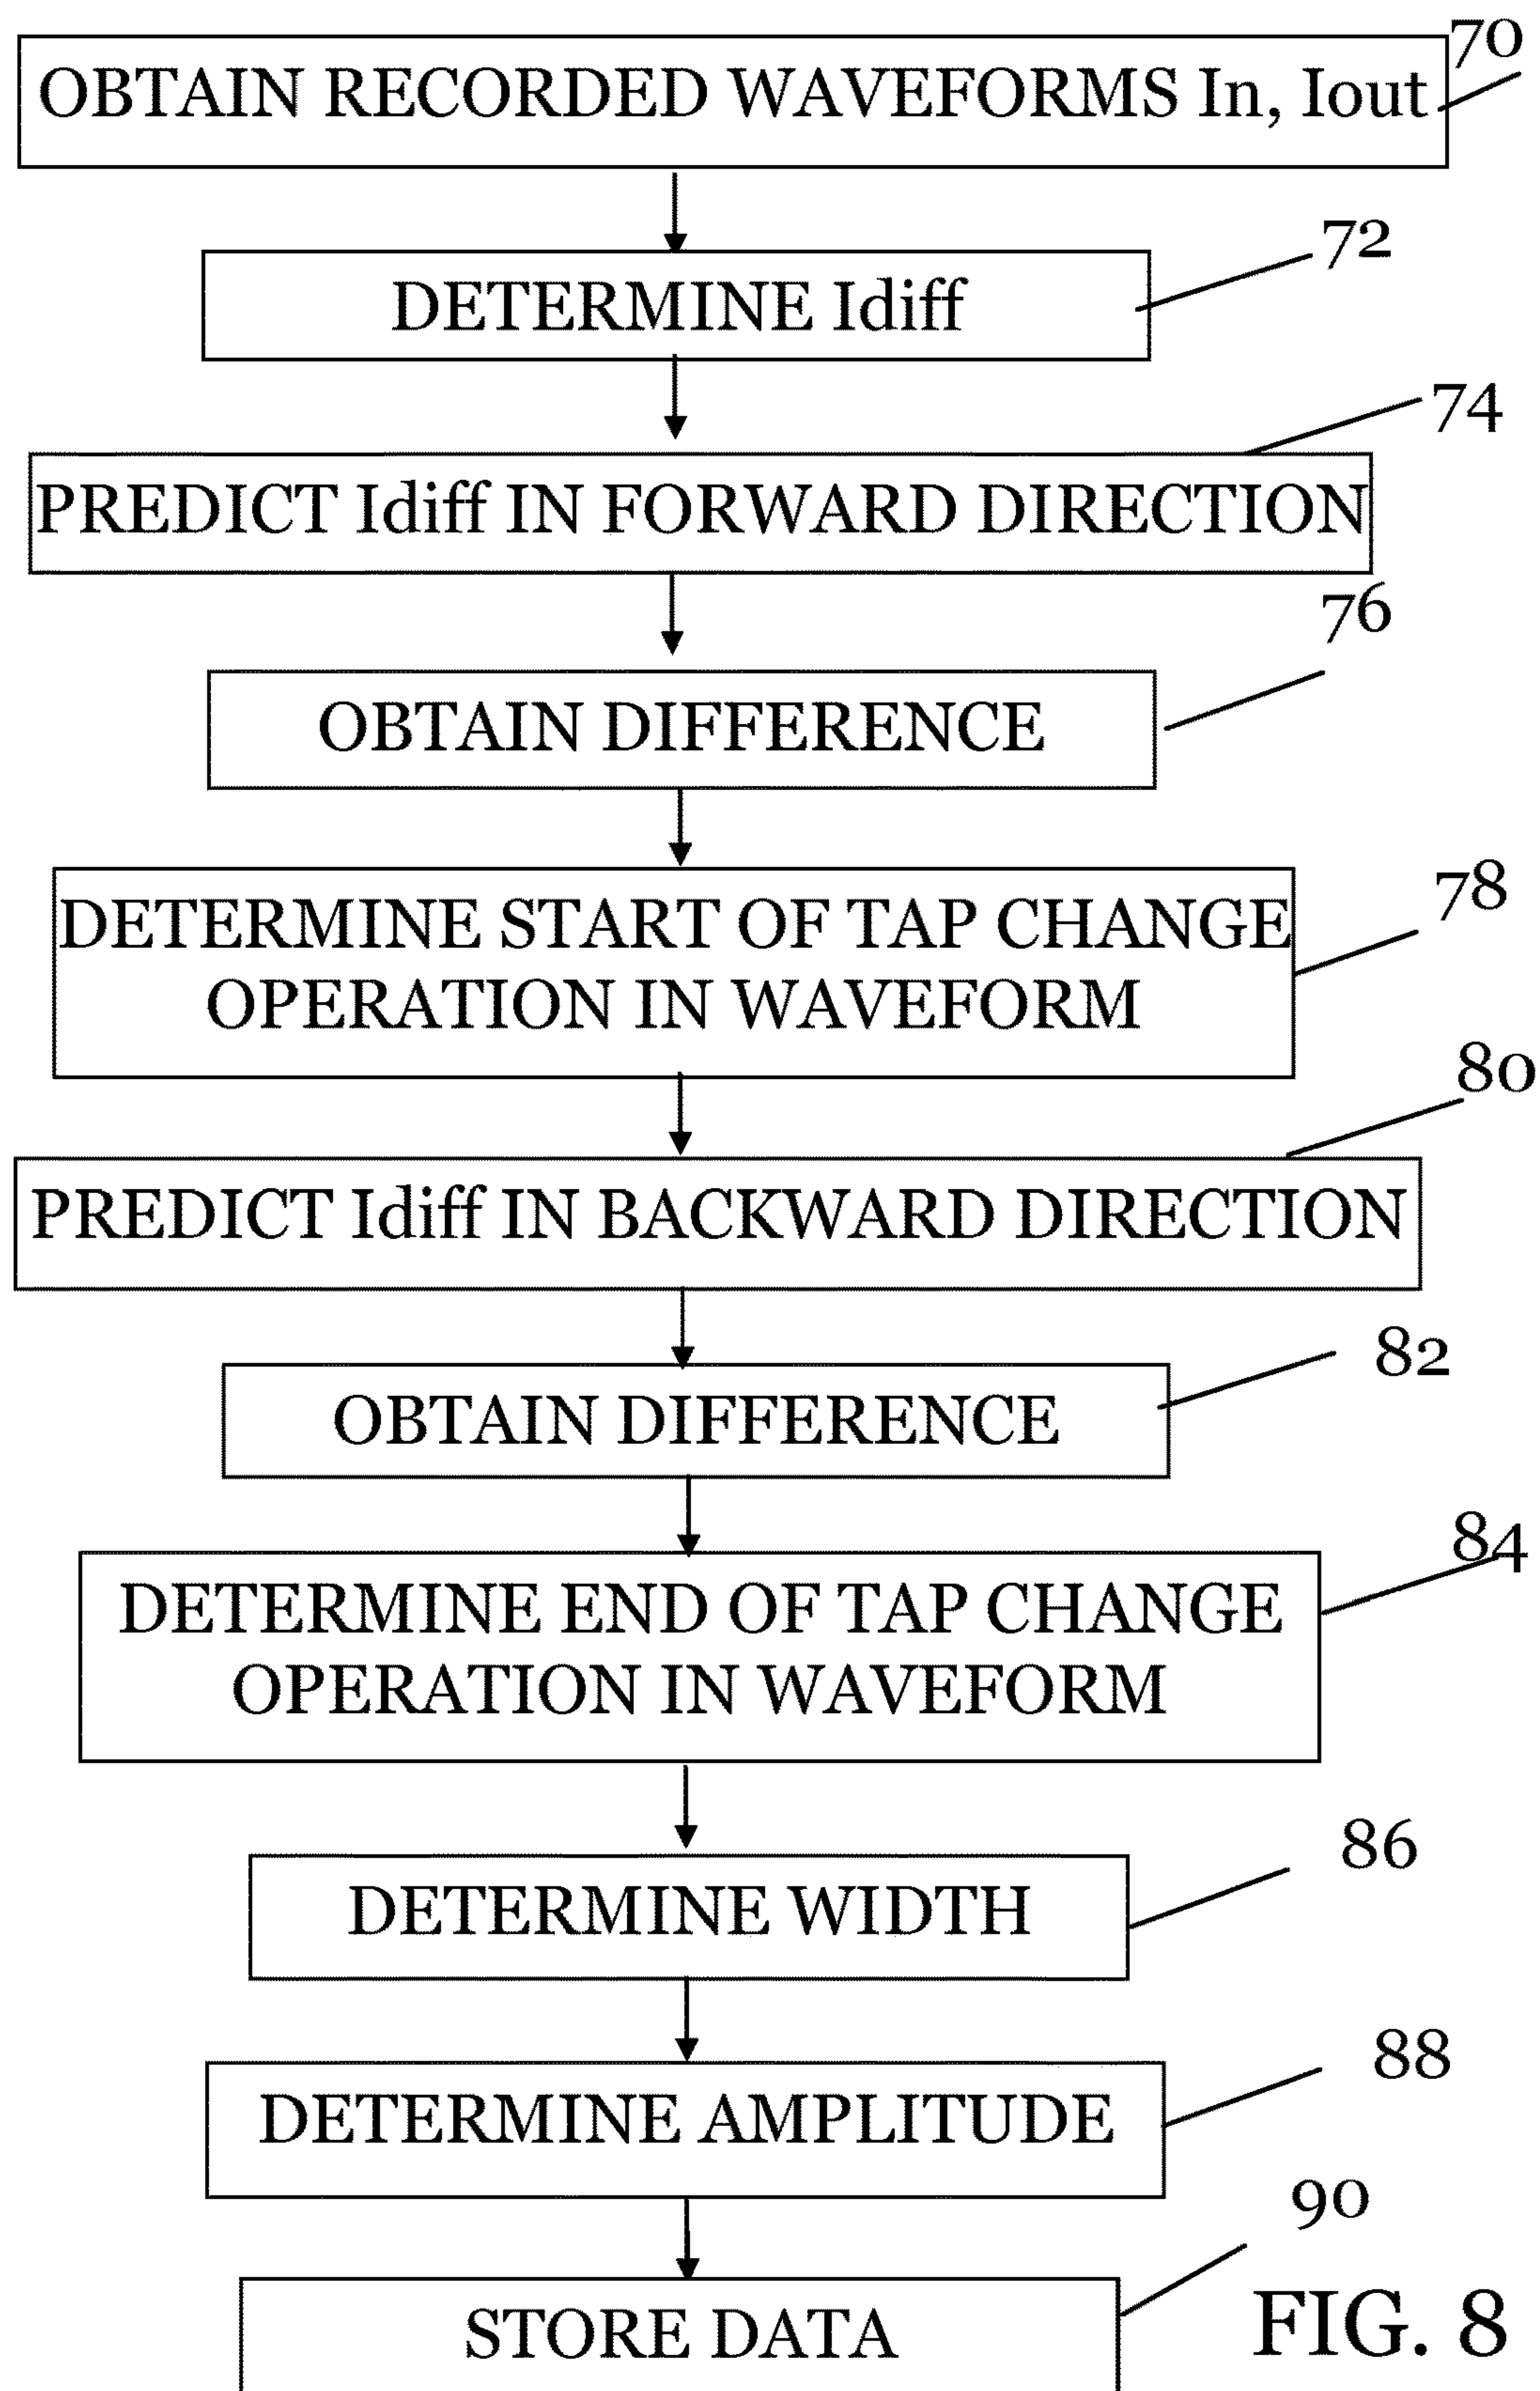 70
OBTAIN RECORDED WAVEFORMS In, Iout
72
DETERMINE Idiff
74
PREDICT Idiff IN FORWARD DIRECTION
76
OBTAIN DIFFERENCE
78
DETERMINE START OF TAP CHANGE
OPERATION IN WAVEFORM
80
PREDICT Idiff IN BACKWARD DIRECTION
82
OBTAIN DIFFERENCE
84
DETERMINE END OF TAP CHANGE
OPERATION IN WAVEFORM
86
DETERMINE WIDTH
88
DETERMINE AMPLITUDE
90
STORE DATA
FIG. 8